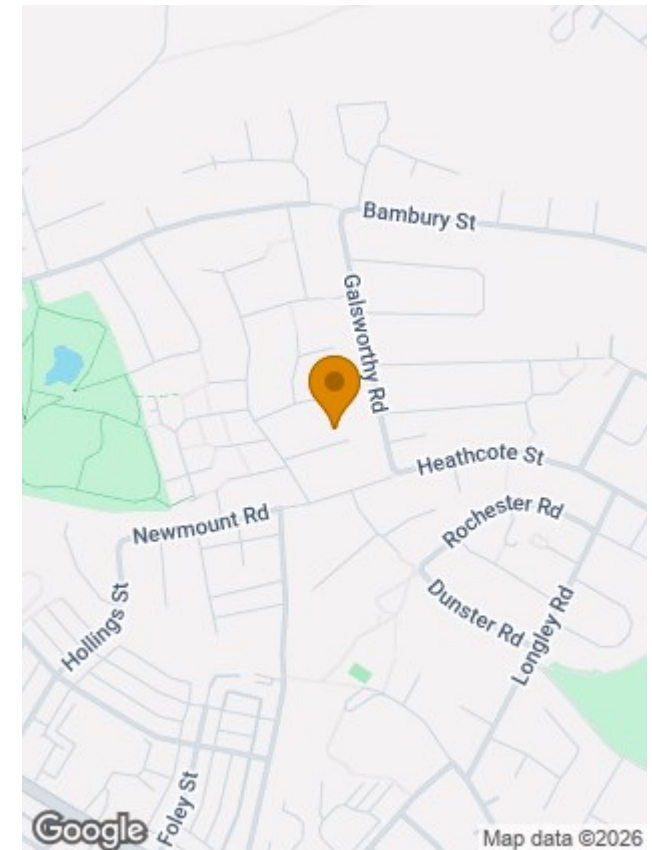 Bambury St
Galsworthy Rd
Heathcote St
Newmount Rd
Rochester Rd
Hollings St
Dunster Rd
Longley Rd
Foley St
Google
Map data ©2026